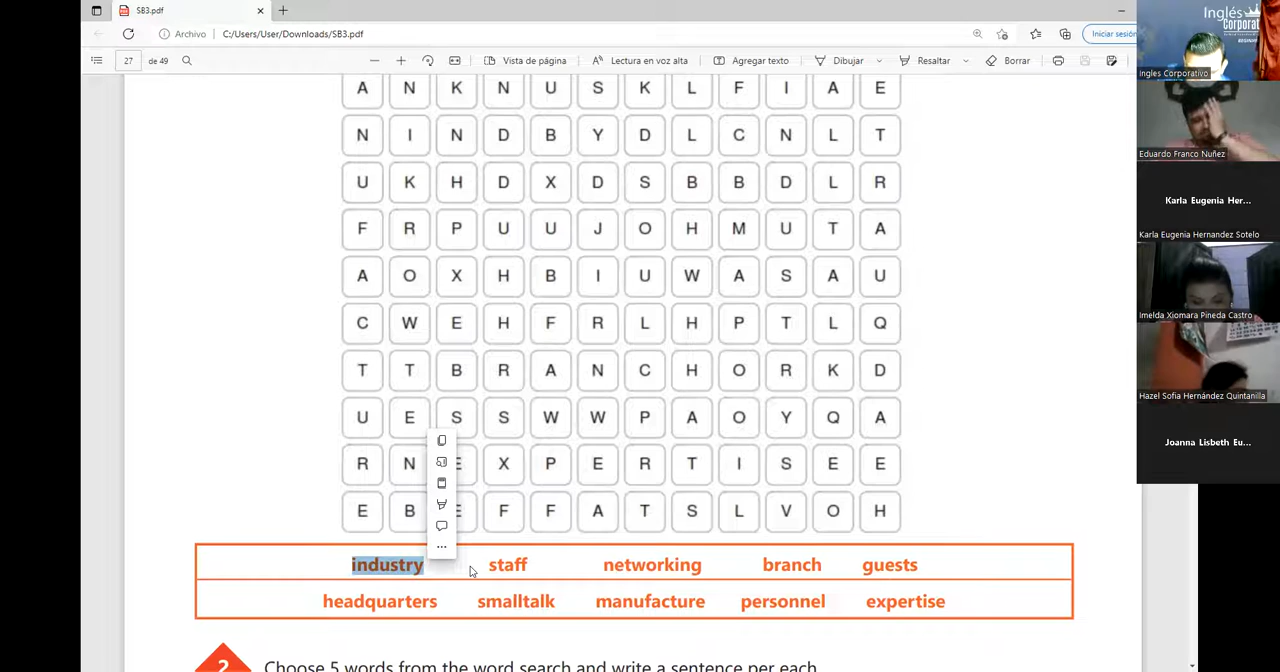 SB3.pdf
Archivo C:/Users/User/Downloads/SB3.pdf
Iniciar sesión
27 de 49
Vista de página
Lectura en voz alta
Agregar texto
Dibujar
Resaltar
Borrar
A N K N U S K L F I A E
N I N D B Y D L C N L T
U K H D X D S B B D L R
F R P U U J O H M U T A
A O X H B I U W A S A U
C W E H F R L H P T L Q
T T B R A N C H O R K D
U E S S W W P A O Y Q A
R N E X P E R T I S E E
E B E F F A T S L V O H
industry staff networking branch guests
headquarters smalltalk manufacture personnel expertise
2 Choose 5 words from the word search and write a sentence per each
Inglés
Corporativo
Ingles Corporativo
Eduardo Franco Nuñez
Karla Eugenia Her...
Karla Eugenia Hernandez Sotelo
Imelda Xiomara Pineda Castro
Hazel Sofia Hernández Quintanilla
Joanna Lisbeth Eu...